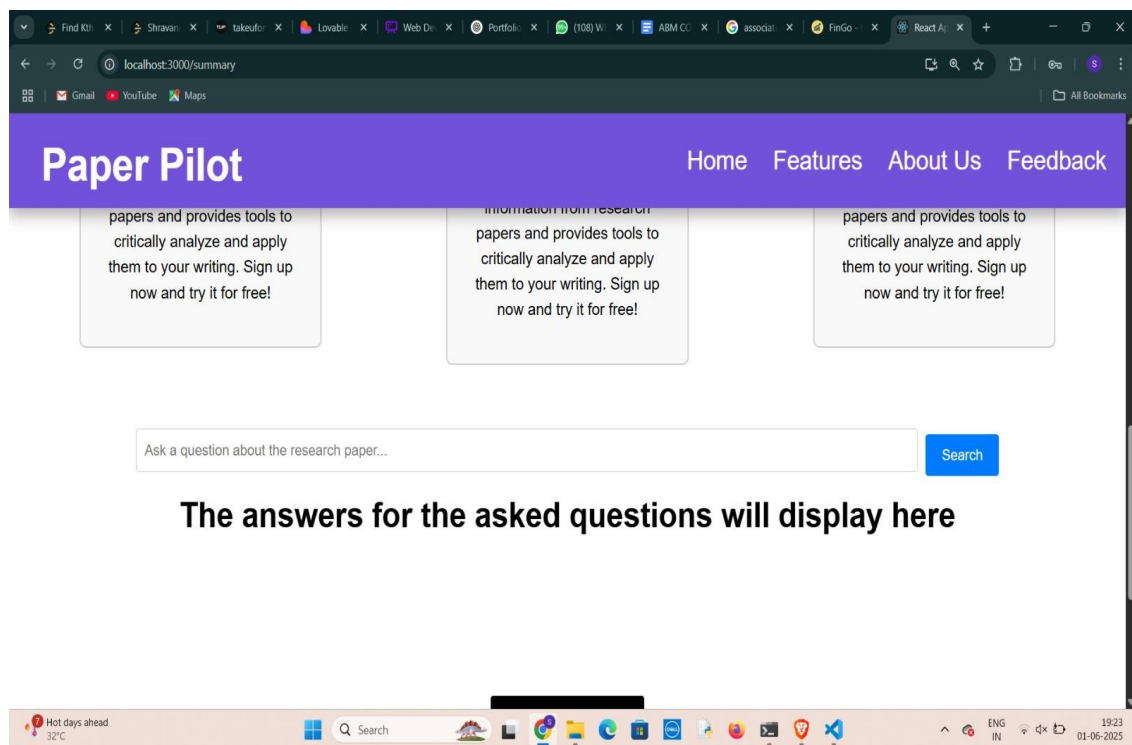 Find Kth
Shravan
takeufor
Lovable
Web De
Portfolio
(108) W
ABM CO
associat
FinGo -
React A
localhost:3000/summary
S
Gmail
YouTube
Maps
All Bookmarks
Paper Pilot
Home
Features
About Us
Feedback
papers and provides tools to
critically analyze and apply
them to your writing. Sign up
now and try it for free!
information from research
papers and provides tools to
critically analyze and apply
them to your writing. Sign up
now and try it for free!
papers and provides tools to
critically analyze and apply
them to your writing. Sign up
now and try it for free!
Ask a question about the research paper...
Search
The answers for the asked questions will display here
7
Hot days ahead
32°C
Search
ENG
IN
19:23
01-06-2025